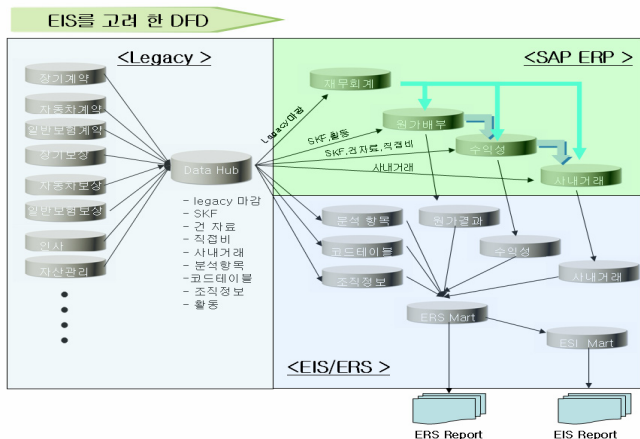 EIS를 고려 한 DFD
<Legacy >
장기계약
자동차계약
일반보험계약
장기보상
자동차보상
일반보험보상
인사
자산관리
Data Hub
- legacy 마감
- SKF
- 건 자료
- 직접비
- 사내거래
- 분석항목
-코드테이블
- 조직정보
- 활동
<SAP ERP >
재무회계
원가배부
수익성
사내거래
Legacy마감
SKF,활동
SKF,건자료,직접비
사내거래
분석 항목
코드테이블
조직정보
원가결과
수익성
사내거래
ERS Mart
ESI Mart
<EIS/ERS >
ERS Report
EIS Report